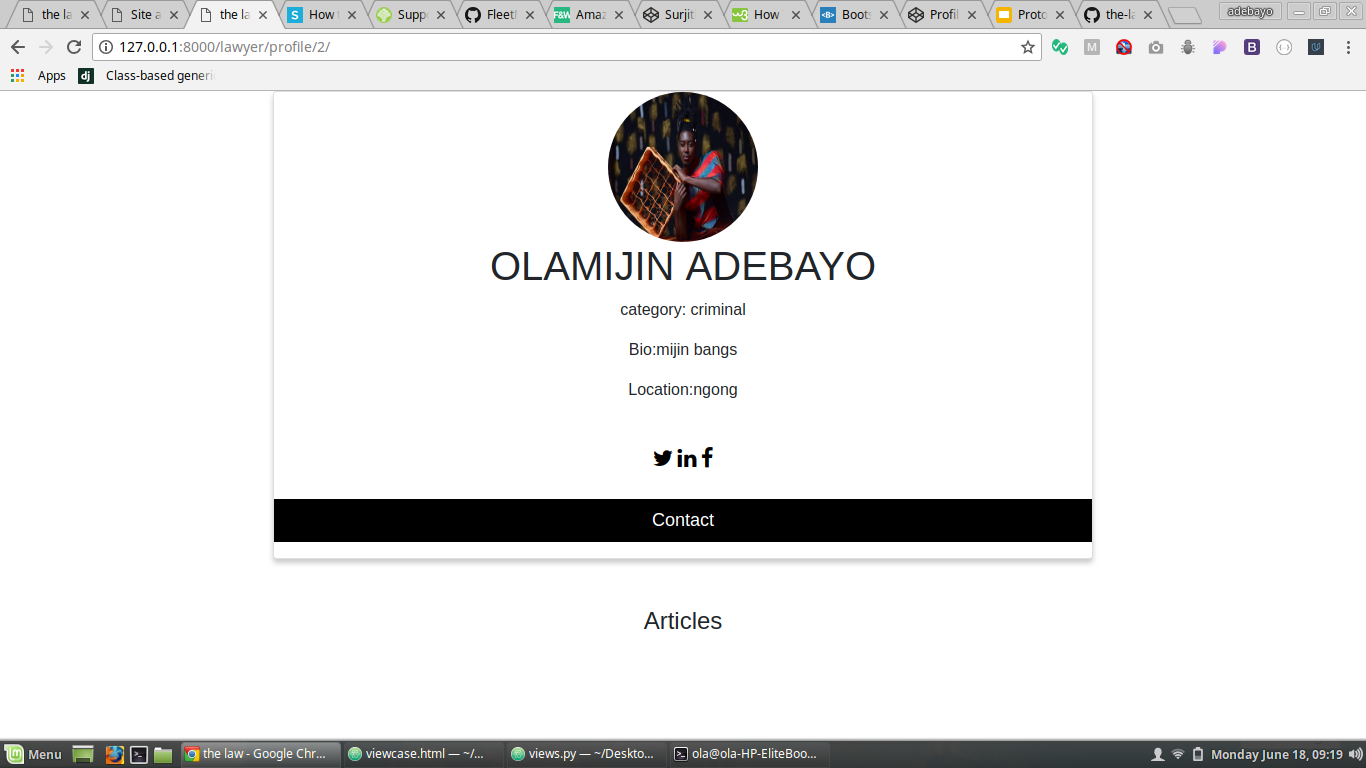 the la
Site a
the la
How
Supp
Fleetf
Amaz
Surjit
How
Boots
Profil
Proto
the-la
adebayo
127.0.0.1:8000/lawyer/profile/2/
Apps
dj
Class-based generi
OLAMIJIN ADEBAYO
category: criminal
Bio:mijin bangs
Location:ngong
Contact
Articles
Menu
the law - Google Chr...
viewcase.html — ~/...
views.py — ~/Deskto...
ola@ola-HP-EliteBoo...
Monday June 18, 09:19